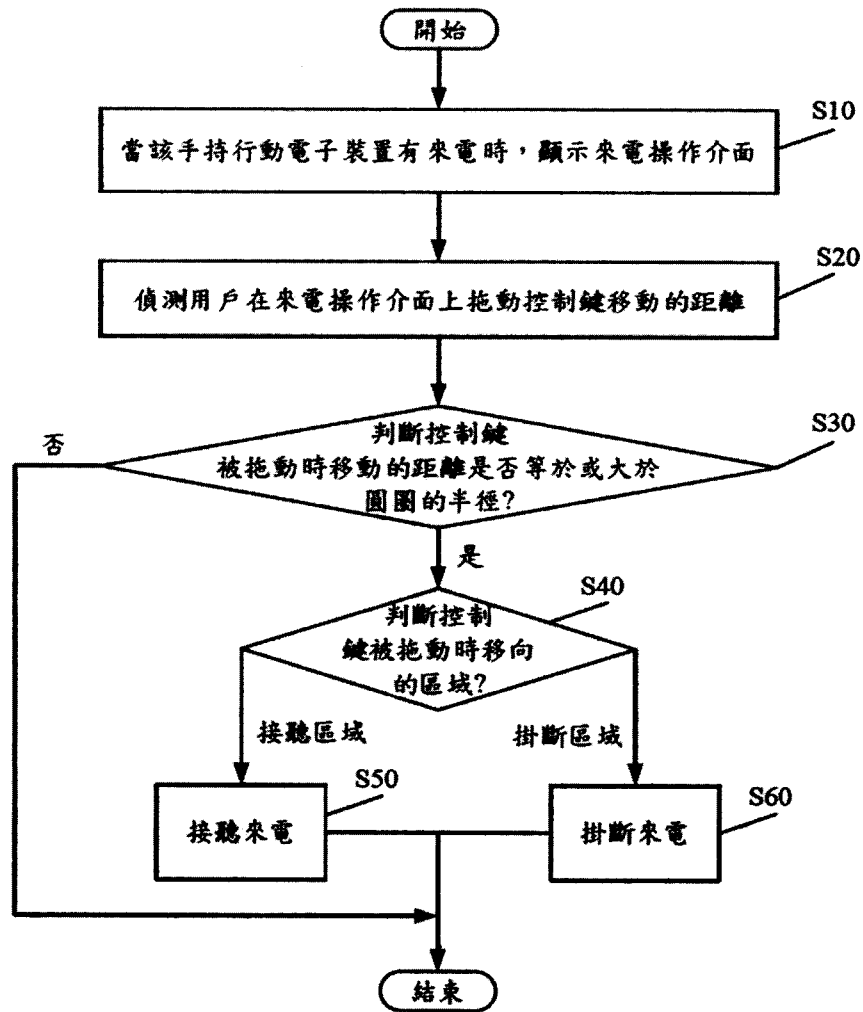 開始
S10
當該手持行動電子裝置有來電時，顯示來電操作介面
S20
偵測用戶在來電操作介面上拖動控制鍵移動的距離
S30
否
判斷控制鍵
被拖動時移動的距離是否等於或大於
圓圈的半徑?
是
S40
判斷控制
鍵被拖動時移向
的區域?
接聽區域
掛斷區域
S50
接聽來電
S60
掛斷來電
結束